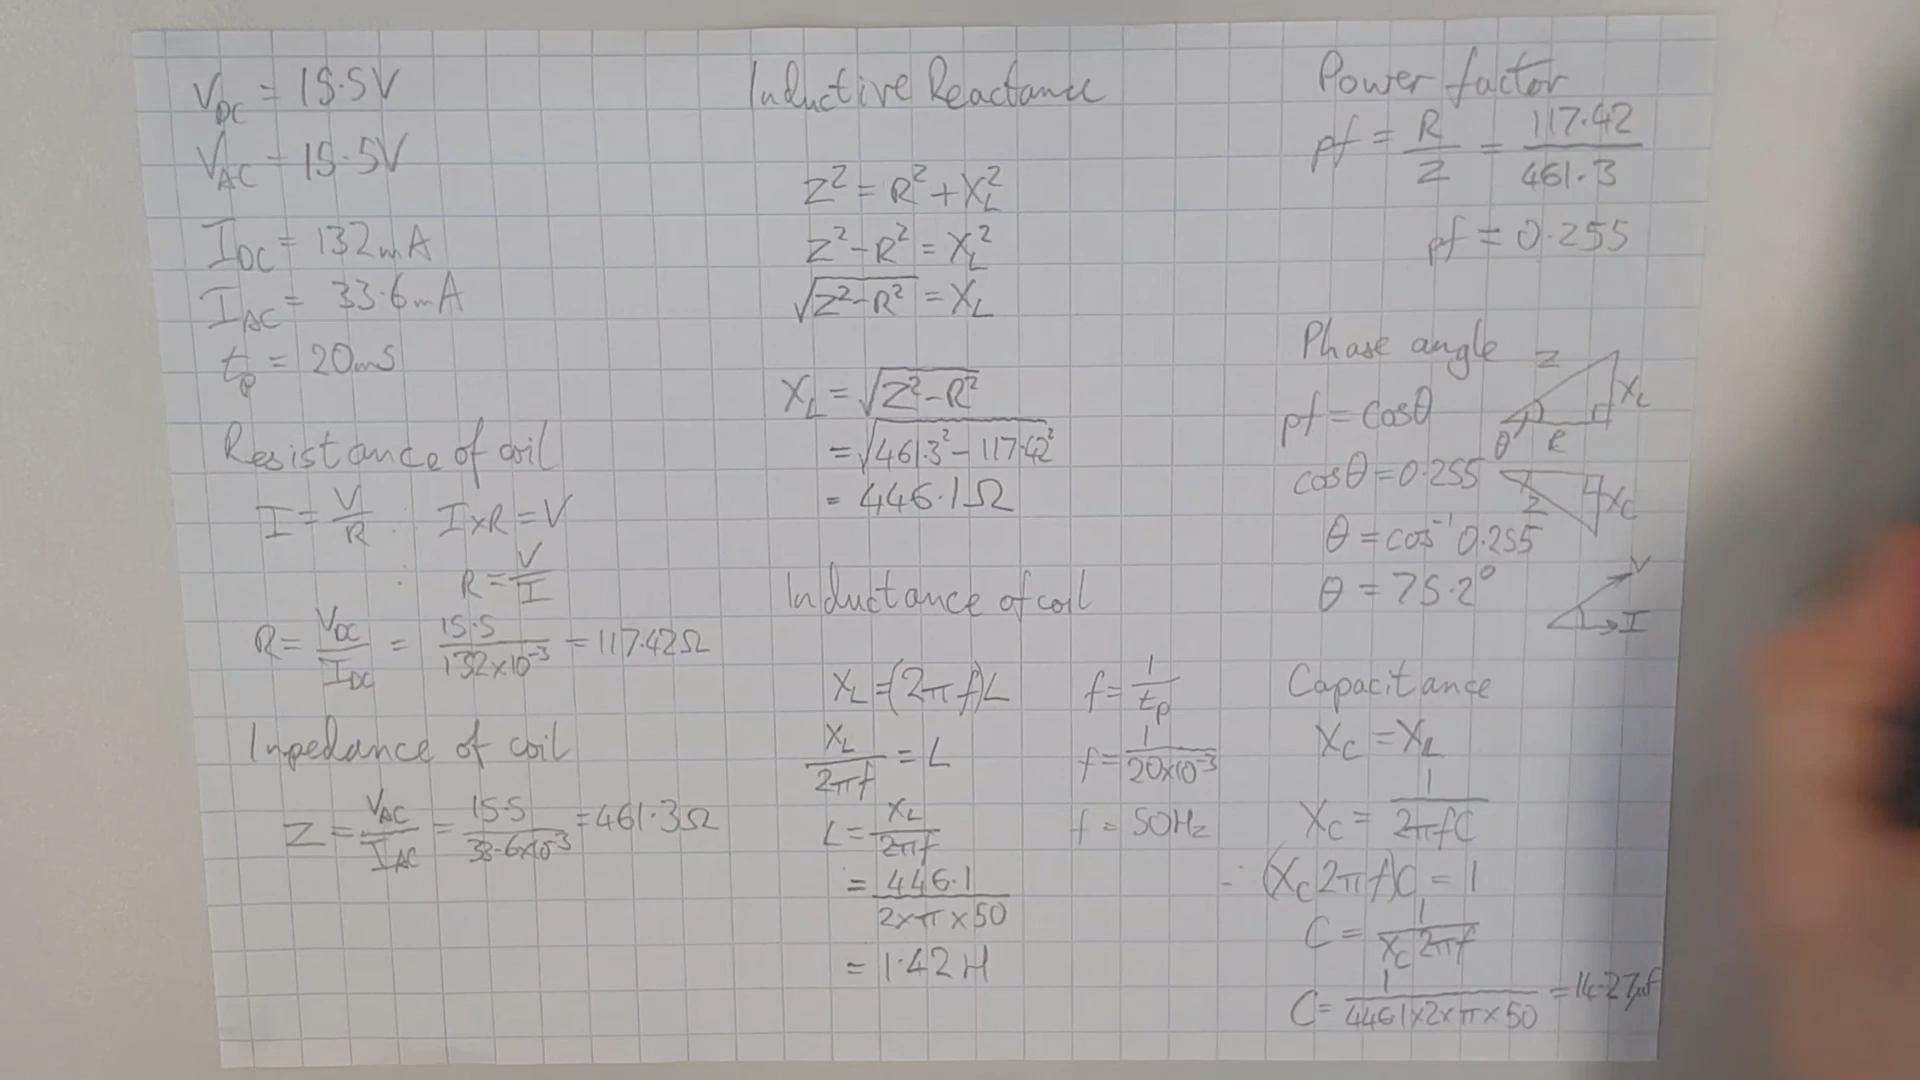 V_DC = 15.5V
V_AC = 15.5V
I_DC = 132mA
I_AC = 33.6mA
t_p = 20ms
Resistance of coil
I = V/R ∴ I×R = V
R = V/I
R = V_DC/I_DC = 15.5/132×10⁻³ = 117.42Ω
Impedance of coil
Z = V_AC/I_AC = 15.5/33.6×10⁻³ = 461.3Ω
Inductive Reactance
Z² = R² + X_L²
Z² − R² = X_L²
√(Z² − R²) = X_L
X_L = √(Z² − R²)
= √(461.3² − 117.42²)
= 446.1Ω
Inductance of coil
X_L = (2πf)L
X_L/2πf = L
L = X_L/2πf
= 446.1/2×π×50
= 1.42H
f = 1/t_p
f = 1/20×10⁻³
f = 50Hz
Power factor
pf = R/Z = 117.42/461.3
pf = 0.255
Phase angle
Z
X_L
θ R
pf = cosθ
cosθ = 0.255
Z X_C
θ = cos⁻¹ 0.255
θ = 75.2°
V
I
Capacitance
X_C = X_L
X_C = 1/2πfC
(X_C 2πf)C = 1
C = 1/X_C 2πf
C = 1/446.1×2×π×50 = 14.27μf